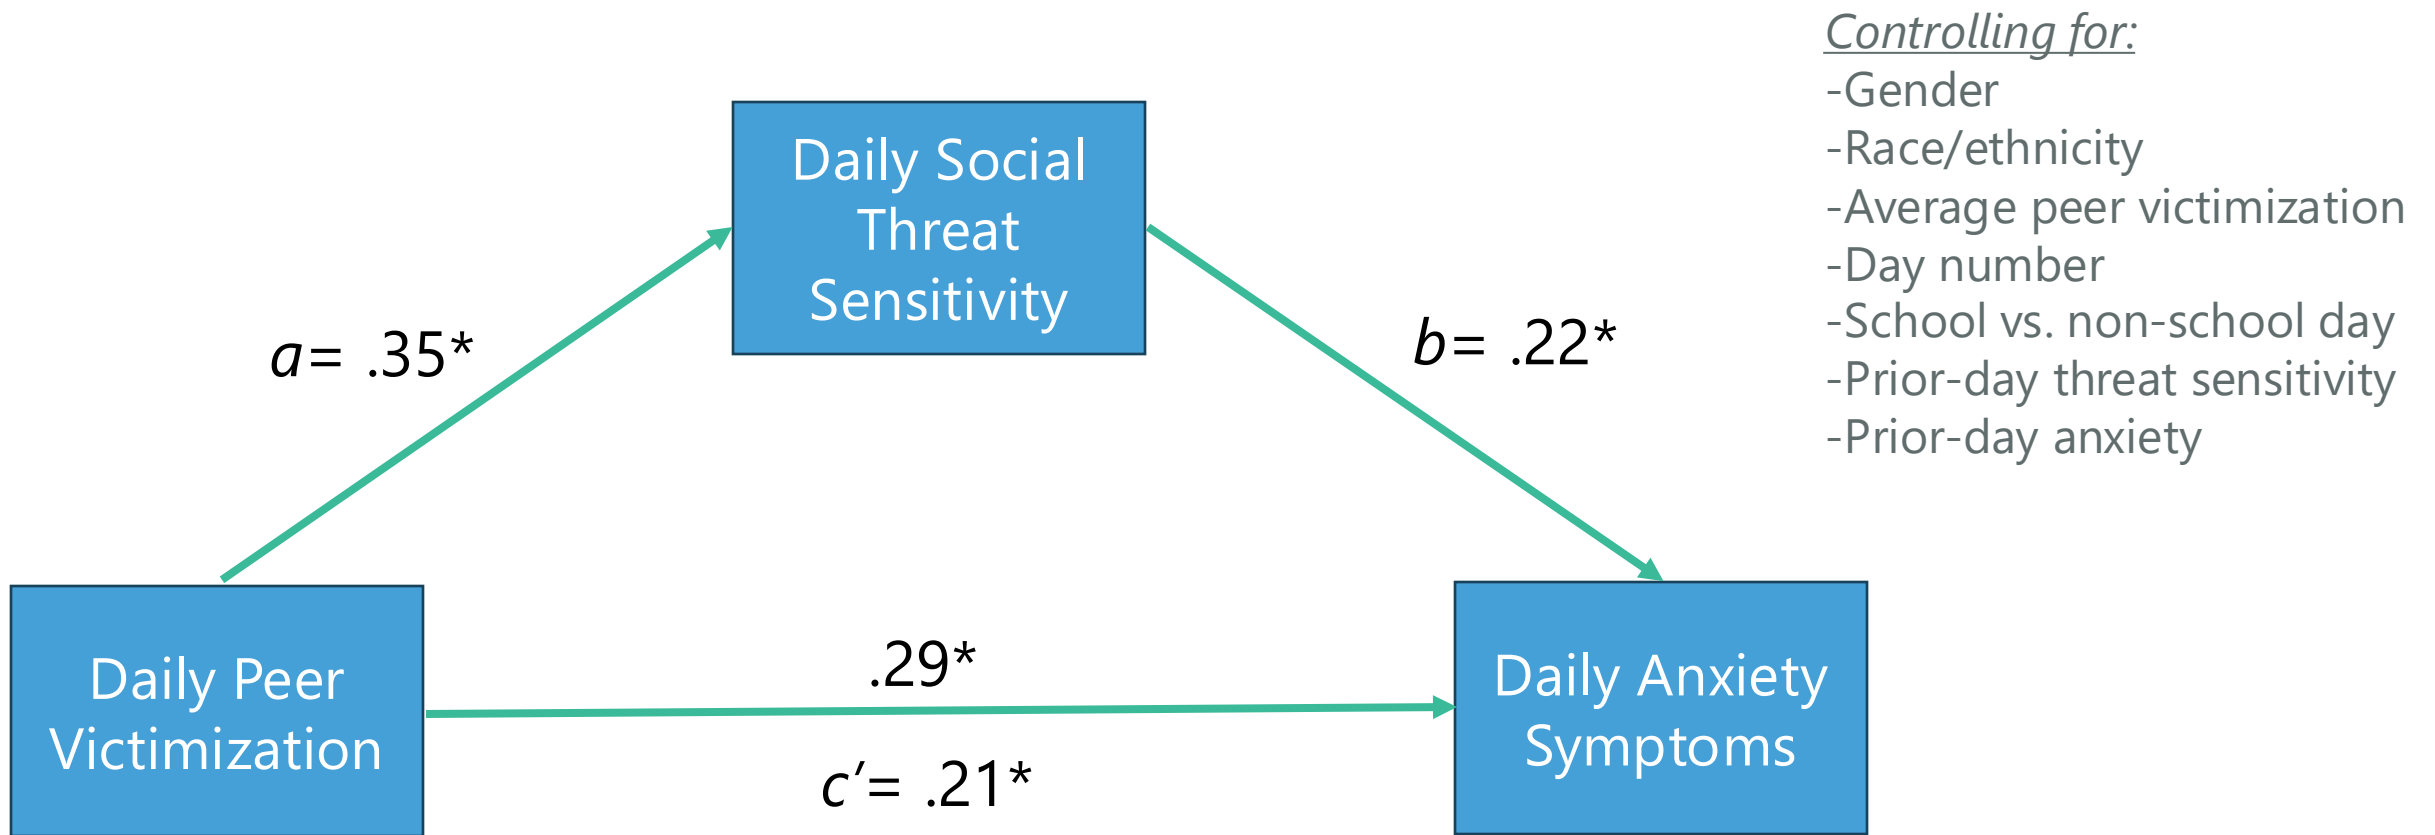 Controlling for:
-Gender
-Race/ethnicity
-Average peer victimization
-Day number
-School vs. non-school day
-Prior-day threat sensitivity
-Prior-day anxiety
Daily Social
Threat
Sensitivity
a= .35*
b= .22*
Daily Peer
Victimization
.29*
c′= .21*
Daily Anxiety
Symptoms